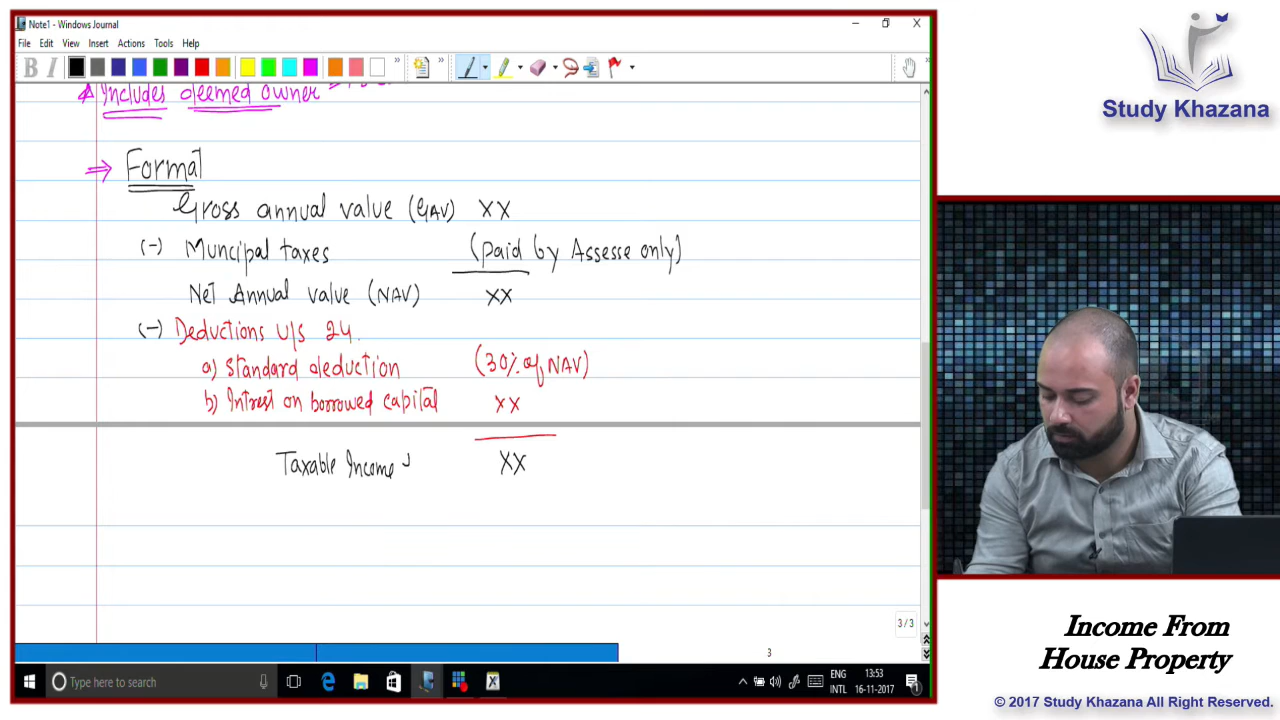 Note1 - Windows Journal
File Edit View Insert Actions Tools Help
Includes deemed owner
Format
Gross annual value (GAV) XX
(-) Muncipal taxes (paid by Assesse only)
Net Annual value (NAV) XX
(-) Deductions U/s 24.
a) Standard deduction (30% of NAV)
b) Intrest on borrowed capital XX
Taxable Income XX
3 / 3
3
Type here to search
ENG
INTL
13:53
16-11-2017
Study Khazana
Income From
House Property
© 2017 Study Khazana All Right Reserved.